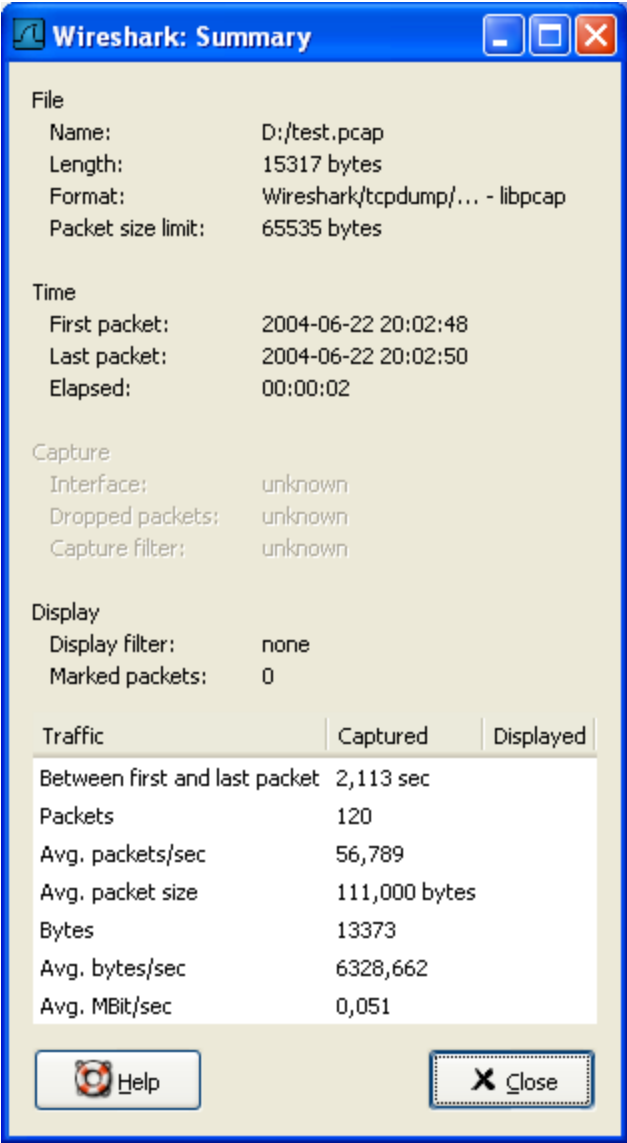 Wireshark: Summary
File
Name: D:/test.pcap
Length: 15317 bytes
Format: Wireshark/tcpdump/... - libpcap
Packet size limit: 65535 bytes
Time
First packet: 2004-06-22 20:02:48
Last packet: 2004-06-22 20:02:50
Elapsed: 00:00:02
Capture
Interface: unknown
Dropped packets: unknown
Capture filter: unknown
Display
Display filter: none
Marked packets: 0
Traffic Captured Displayed
Between first and last packet 2,113 sec
Packets 120
Avg. packets/sec 56,789
Avg. packet size 111,000 bytes
Bytes 13373
Avg. bytes/sec 6328,662
Avg. MBit/sec 0,051
Help Close